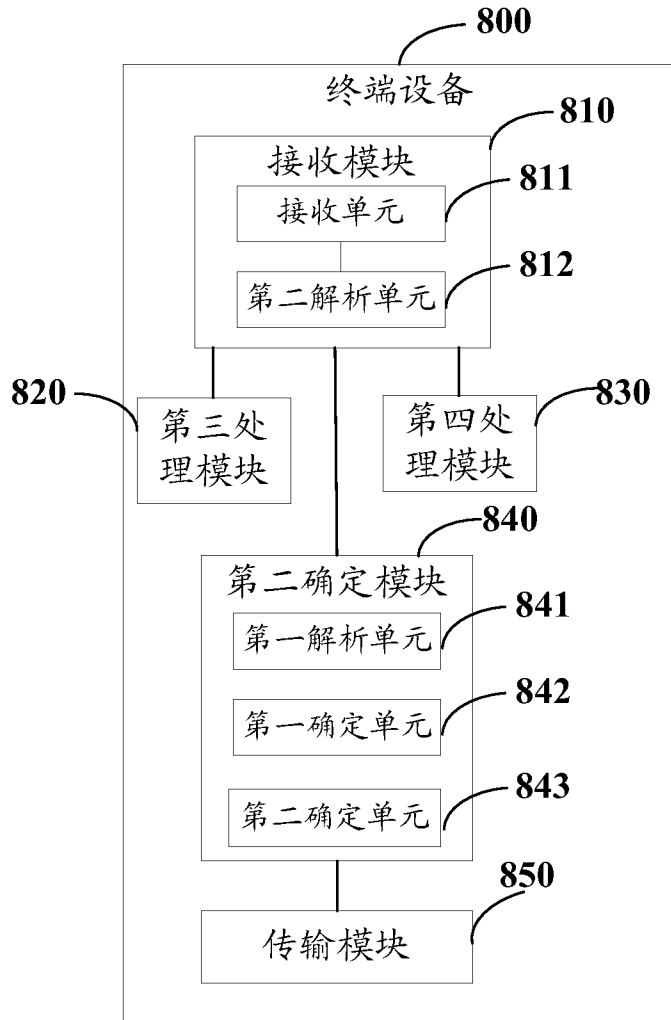 800
终端设备
810
接收模块
811
接收单元
812
第二解析单元
820
830
第三处
理模块
第四处
理模块
840
第二确定模块
841
第一解析单元
842
第一确定单元
843
第二确定单元
850
传输模块